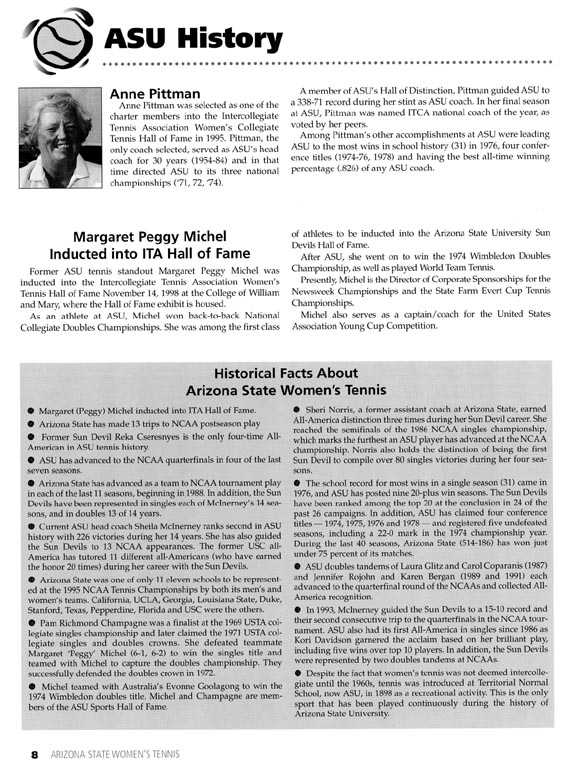 ASU History
Anne Pittman
Anne Pittman was selected as one of the
charter members into the Intercollegiate
Tennis Association Women's Collegiate
Tennis Hall of Fame in 1995. Pittman, the
only coach selected, served as ASU's head
coach for 30 years (1954-84) and in that
time directed ASU to its three national
championships ('71, 72, '74).
A member of ASU's Hall of Distinction, Pittman guided ASU to
a 338-71 record during her stint as ASU coach. In her final season
at ASU, Pittman was named ITCA national coach of the year, as
voted by her peers.
Among Pittman's other accomplishments at ASU were leading
ASU to the most wins in school history (31) in 1976, four confer-
ence titles (1974-76, 1978) and having the best all-time winning
percentage (.826) of any ASU coach.
Margaret Peggy Michel
Inducted into ITA Hall of Fame
Former ASU tennis standout Margaret Peggy Michel was
inducted into the Intercollegiate Tennis Association Women's
Tennis Hall of Fame November 14, 1998 at the College of William
and Mary, where the Hall of Fame exhibit is housed.
As an athlete at ASU, Michel won back-to-back National
Collegiate Doubles Championships. She was among the first class
of athletes to be inducted into the Arizona State University Sun
Devils Hall of Fame.
After ASU, she went on to win the 1974 Wimbledon Doubles
Championship, as well as played World Team Tennis.
Presently, Michel is the Director of Corporate Sponsorships for the
Newsweek Championships and the State Farm Evert Cup Tennis
Championships.
Michel also serves as a captain/coach for the United States
Association Young Cup Competition.
Historical Facts About
Arizona State Women's Tennis
● Margaret (Peggy) Michel inducted into ITA Hall of Fame.
● Arizona State has made 13 trips to NCAA postseason play
● Former Sun Devil Reka Cseresnyes is the only four-time All-
American in ASU tennis history.
● ASU has advanced to the NCAA quarterfinals in four of the last
seven seasons.
● Arizona State has advanced as a team to NCAA tournament play
in each of the last 11 seasons, beginning in 1988. In addition, the Sun
Devils have been represented in singles each of McInerney's 14 sea-
sons, and in doubles 13 of 14 years.
● Current ASU head coach Sheila McInerney ranks second in ASU
history with 226 victories during her 14 years. She has also guided
the Sun Devils to 13 NCAA appearances. The former USC all-
America has tutored 11 different all-Americans (who have earned
the honor 20 times) during her career with the Sun Devils.
● Arizona State was one of only 11 eleven schools to be represent-
ed at the 1995 NCAA Tennis Championships by both its men's and
women's teams. California, UCLA, Georgia, Louisiana State, Duke,
Stanford, Texas, Pepperdine, Florida and USC were the others.
● Pam Richmond Champagne was a finalist at the 1969 USTA col-
legiate singles championship and later claimed the 1971 USTA col-
legiate singles and doubles crowns. She defeated teammate
Margaret 'Peggy' Michel (6-1, 6-2) to win the singles title and
teamed with Michel to capture the doubles championship. They
successfully defended the doubles crown in 1972.
● Michel teamed with Australia's Evonne Goolagong to win the
1974 Wimbledon doubles title. Michel and Champagne are mem-
bers of the ASU Sports Hall of Fame.
● Sheri Norris, a former assistant coach at Arizona State, earned
All-America distinction three times during her Sun Devil career. She
reached the semifinals of the 1986 NCAA singles championship,
which marks the furthest an ASU player has advanced at the NCAA
championship. Norris also holds the distinction of being the first
Sun Devil to compile over 80 singles victories during her four sea-
sons.
● The school record for most wins in a single season (31) came in
1976, and ASU has posted nine 20-plus win seasons. The Sun Devils
have been ranked among the top 20 at the conclusion in 24 of the
past 26 campaigns. In addition, ASU has claimed four conference
titles — 1974, 1975, 1976 and 1978 — and registered five undefeated
seasons, including a 22-0 mark in the 1974 championship year.
During the last 40 seasons, Arizona State (514-186) has won just
under 75 percent of its matches.
● ASU doubles tandems of Laura Glitz and Carol Coparanis (1987)
and Jennifer Rojohn and Karen Bergan (1989 and 1991) each
advanced to the quarterfinal round of the NCAAs and collected All-
America recognition.
● In 1993, McInerney guided the Sun Devils to a 15-10 record and
their second consecutive trip to the quarterfinals in the NCAA tour-
nament. ASU also had its first All-America in singles since 1986 as
Kori Davidson garnered the acclaim based on her brilliant play,
including five wins over top 10 players. In addition, the Sun Devils
were represented by two doubles tandems at NCAAs.
● Despite the fact that women's tennis was not deemed intercolle-
giate until the 1960s, tennis was introduced at Territorial Normal
School, now ASU, in 1898 as a recreational activity. This is the only
sport that has been played continuously during the history of
Arizona State University.
8 ARIZONA STATE WOMEN'S TENNIS